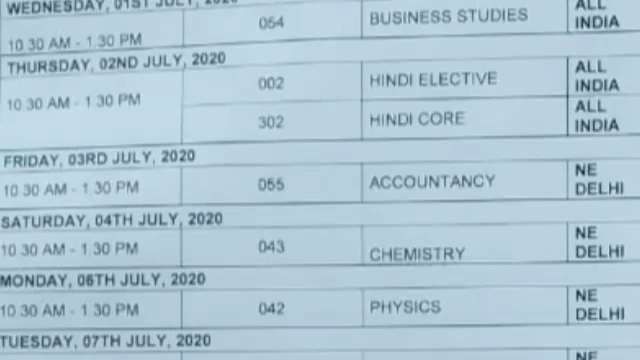 WEDNESDAY, 01ST JULY, 2020
10 30 AM - 1.30 PM 054 BUSINESS STUDIES ALL INDIA
THURSDAY, 02ND JULY, 2020
10 30 AM - 1 30 PM 002 HINDI ELECTIVE ALL INDIA
302 HINDI CORE ALL INDIA
FRIDAY, 03RD JULY, 2020
10 30 AM - 1 30 PM 055 ACCOUNTANCY NE DELHI
SATURDAY, 04TH JULY, 2020
10 30 AM - 1 30 PM 043 CHEMISTRY NE DELHI
MONDAY, 06TH JULY, 2020
10 30 AM - 1 30 PM 042 PHYSICS NE DELHI
TUESDAY, 07TH JULY, 2020
NE